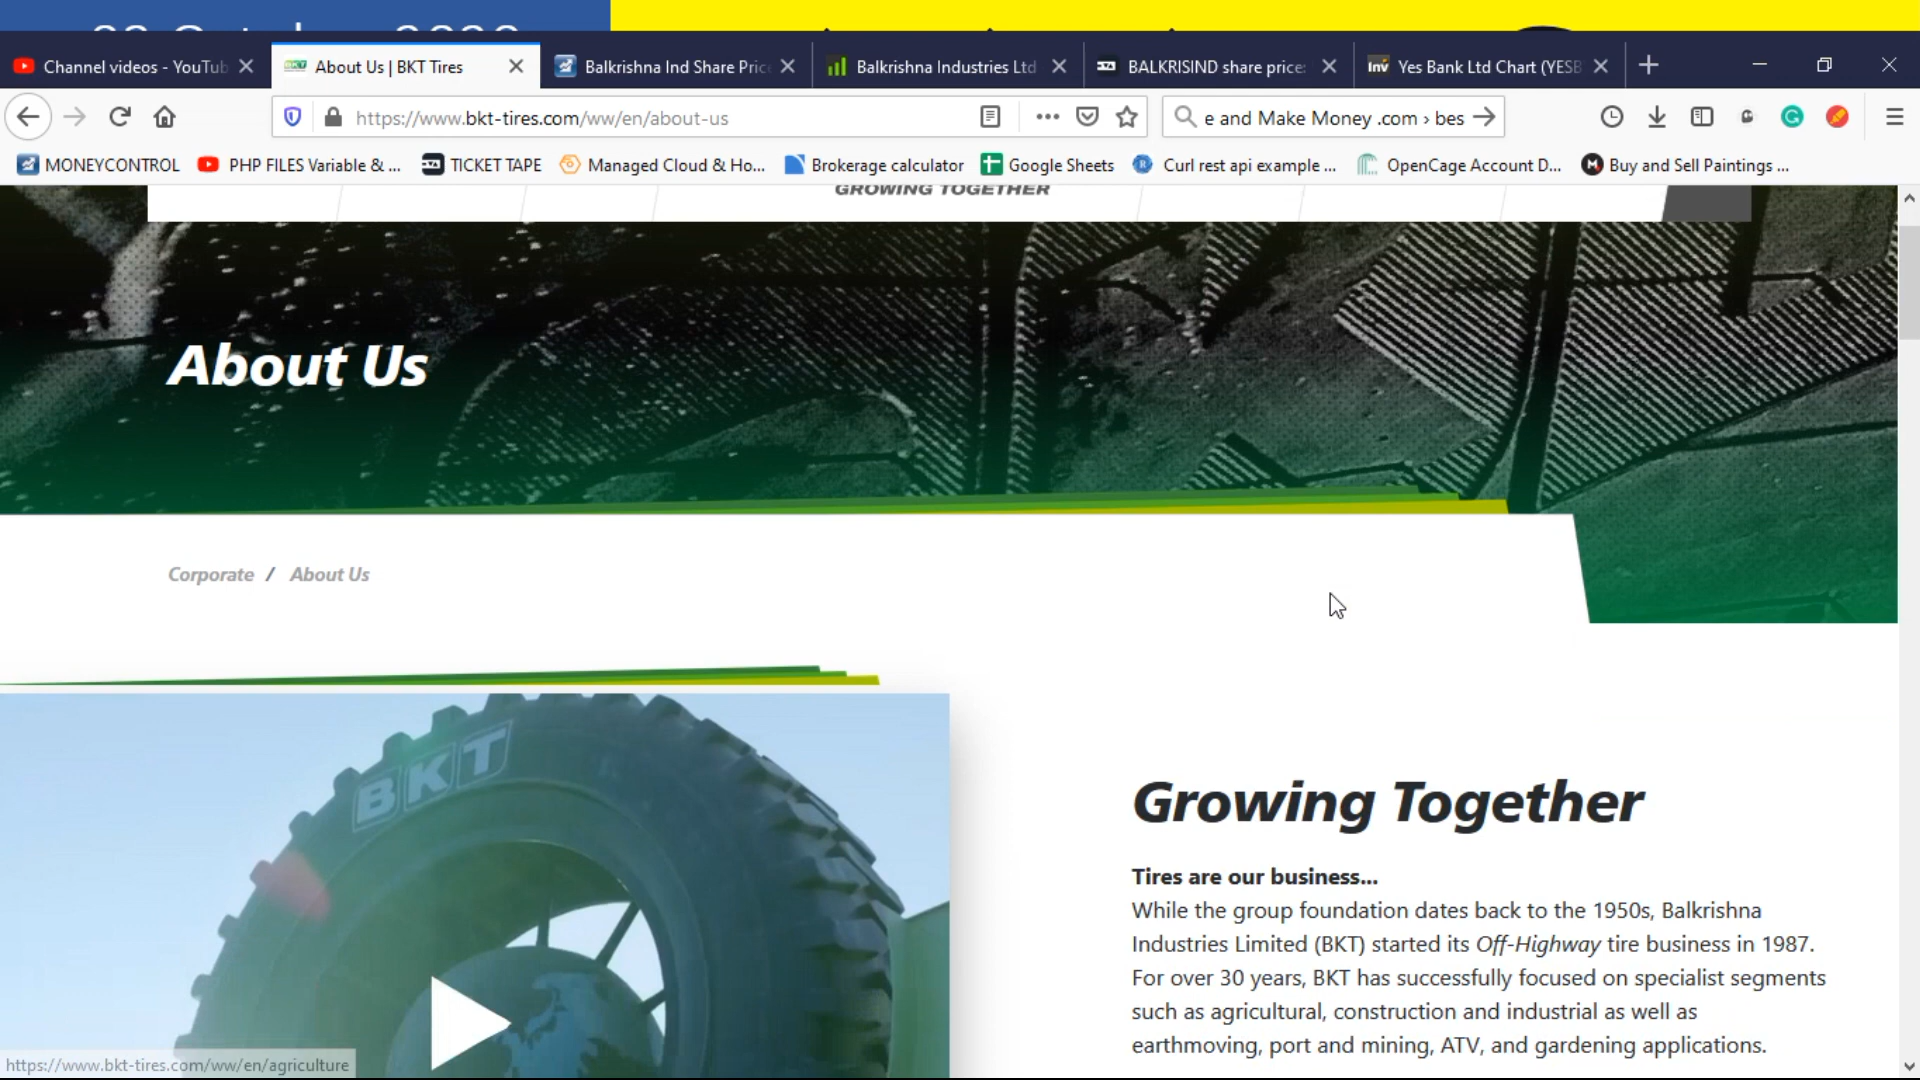 Channel videos - YouTub
About Us | BKT Tires
Balkrishna Ind Share Pric
Balkrishna Industries Ltd
BALKRISIND share price:
Inv
Yes Bank Ltd Chart (YESB
https://www.bkt-tires.com/ww/en/about-us
e and Make Money .com › bes
MONEYCONTROL
PHP FILES Variable & ...
TICKET TAPE
Managed Cloud & Ho...
Brokerage calculator
Google Sheets
Curl rest api example ...
OpenCage Account D...
Buy and Sell Paintings ...
GROWING TOGETHER
About Us
Corporate / About Us
BKT
Growing Together
Tires are our business...
While the group foundation dates back to the 1950s, Balkrishna
Industries Limited (BKT) started its Off-Highway tire business in 1987.
For over 30 years, BKT has successfully focused on specialist segments
such as agricultural, construction and industrial as well as
earthmoving, port and mining, ATV, and gardening applications.
https://www.bkt-tires.com/ww/en/agriculture